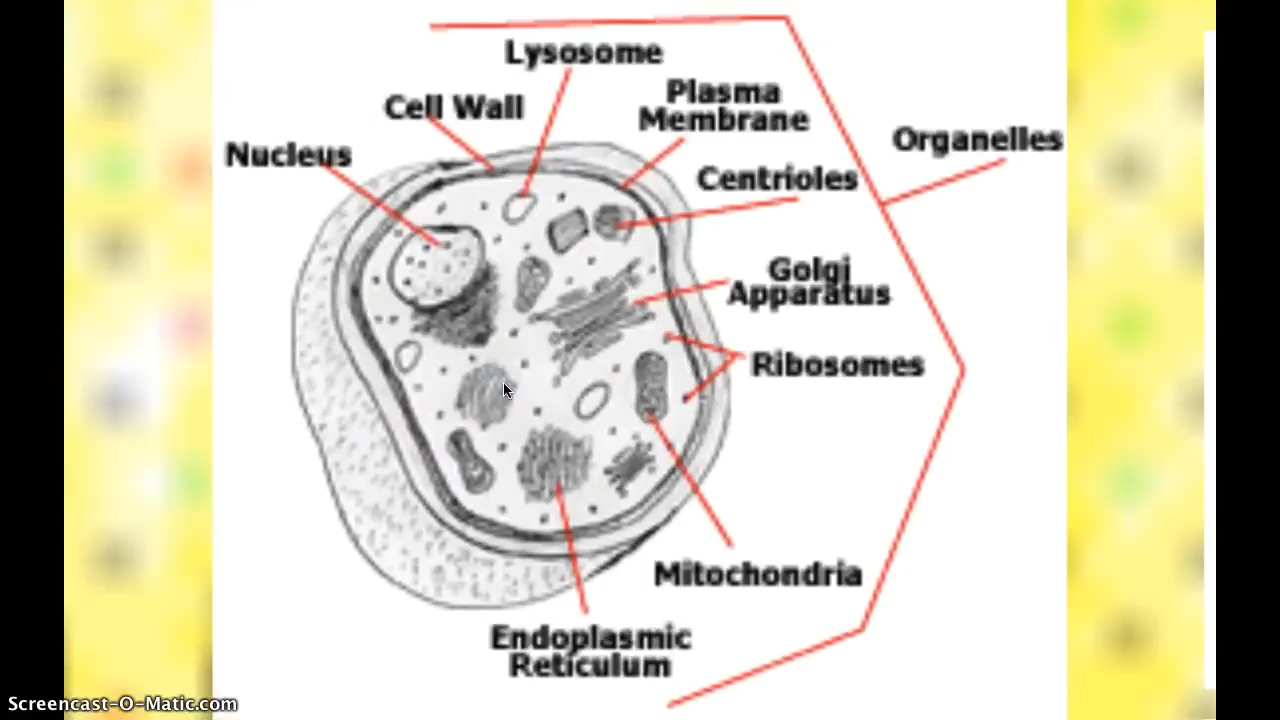 Lysosome
Cell Wall
Plasma
Membrane
Nucleus
Organelles
Centrioles
Golgi
Apparatus
Ribosomes
Mitochondria
Endoplasmic
Reticulum
Screencast-O-Matic.com